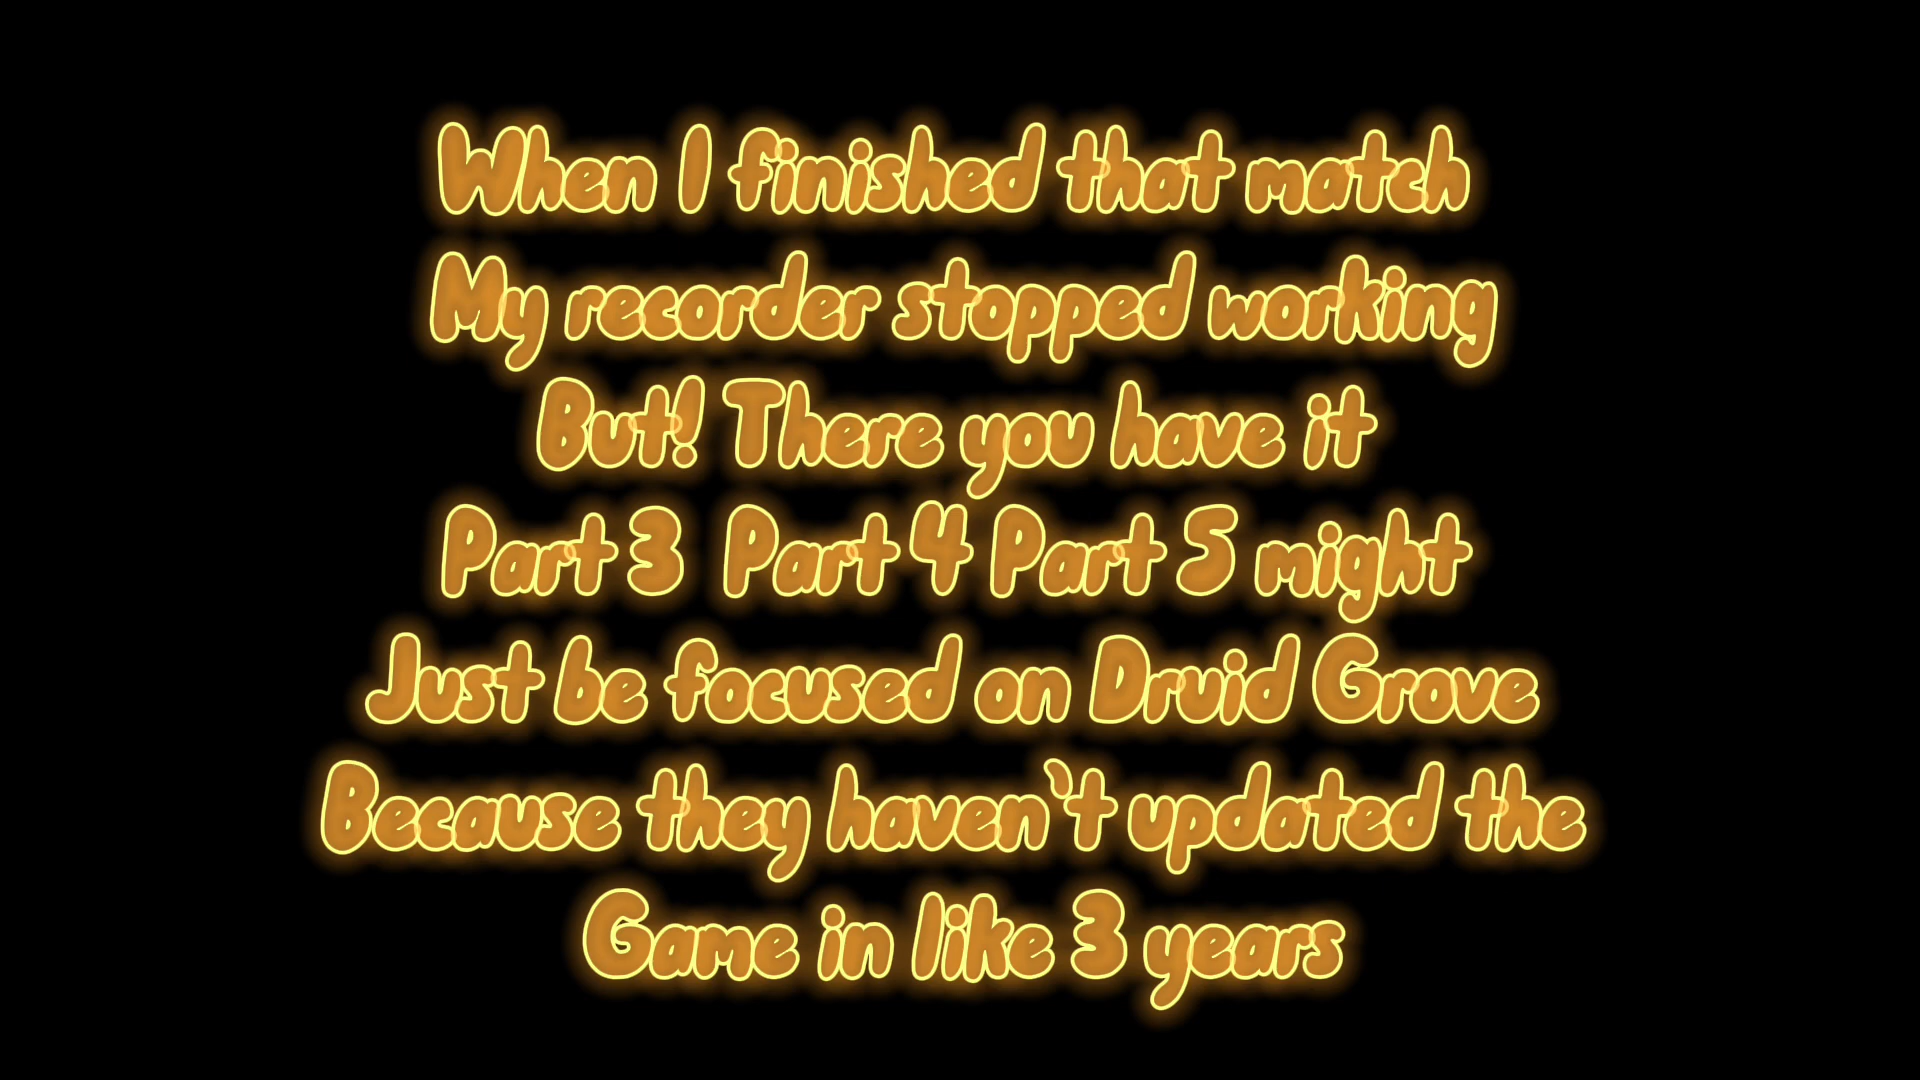 When I finished that match
My recorder stopped working
But! There you have it
Part 3  Part 4 Part 5 might
Just be focused on Druid Grove
Because they haven't updated the
Game in like 3 years